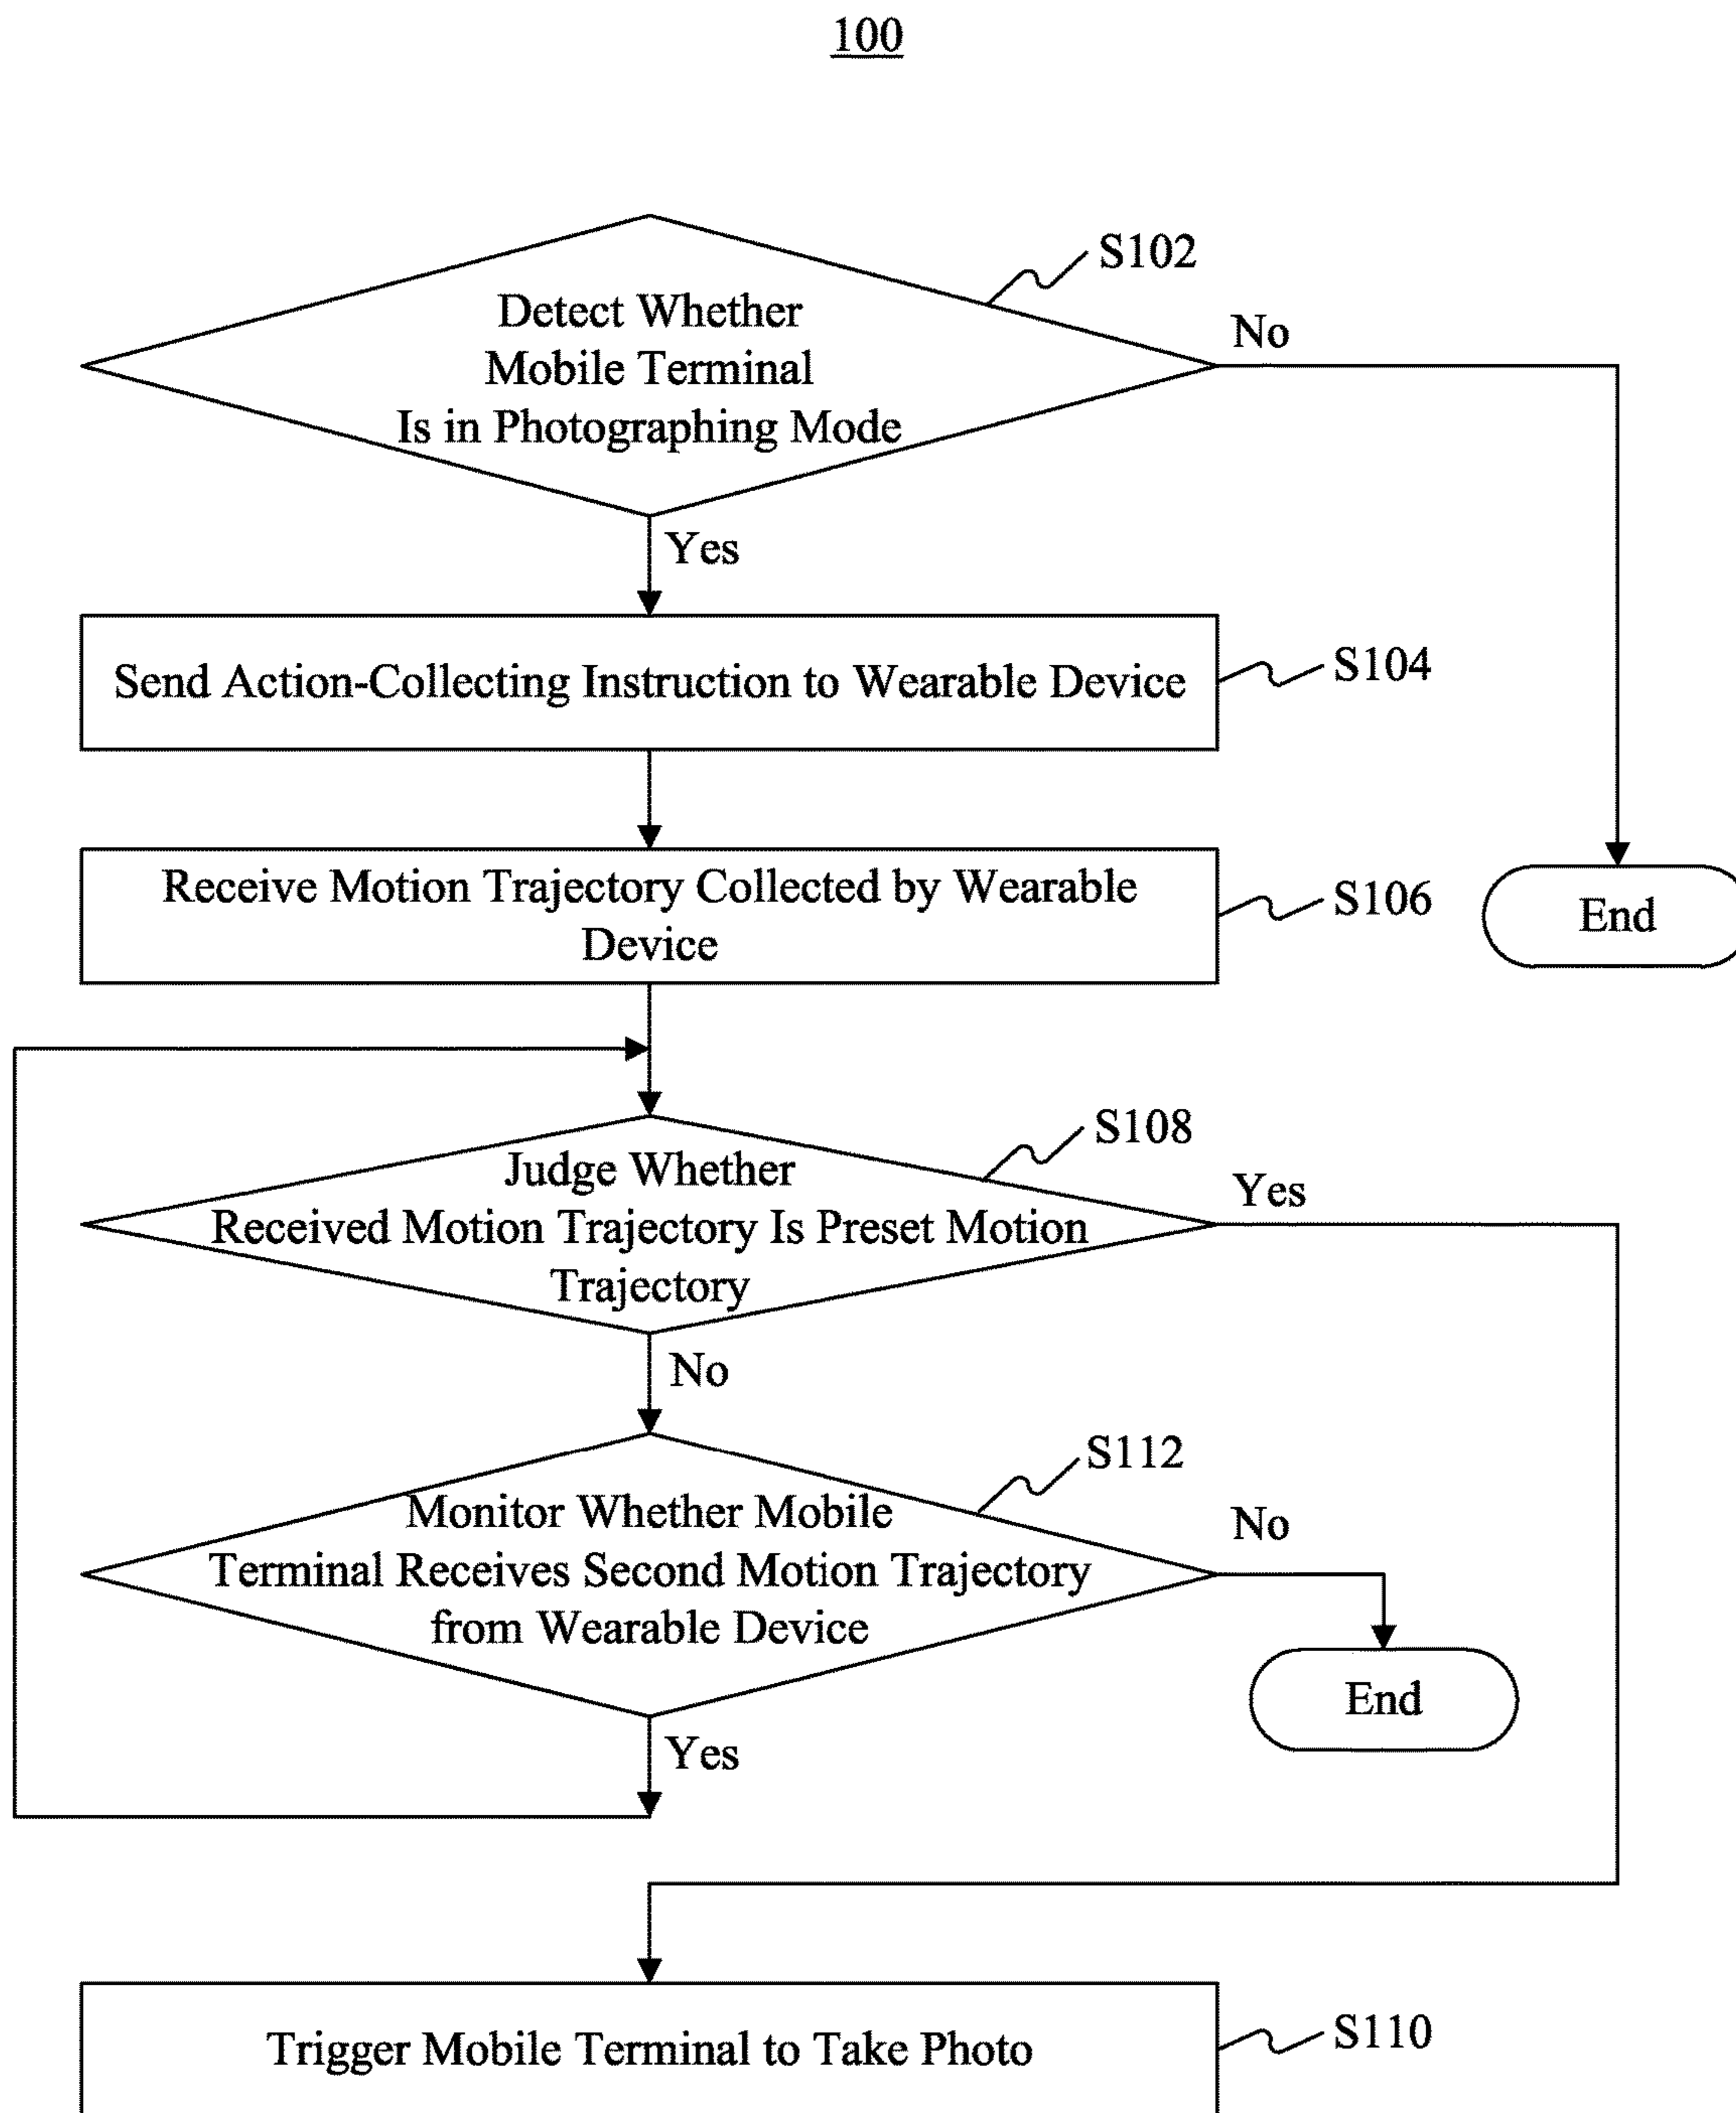 100
S102
Detect Whether
Mobile Terminal
Is in Photographing Mode
No
Yes
Send Action-Collecting Instruction to Wearable Device
S104
Receive Motion Trajectory Collected by Wearable
Device
S106
End
S108
Judge Whether
Received Motion Trajectory Is Preset Motion
Trajectory
Yes
No
S112
Monitor Whether Mobile
Terminal Receives Second Motion Trajectory
from Wearable Device
No
End
Yes
Trigger Mobile Terminal to Take Photo
S110